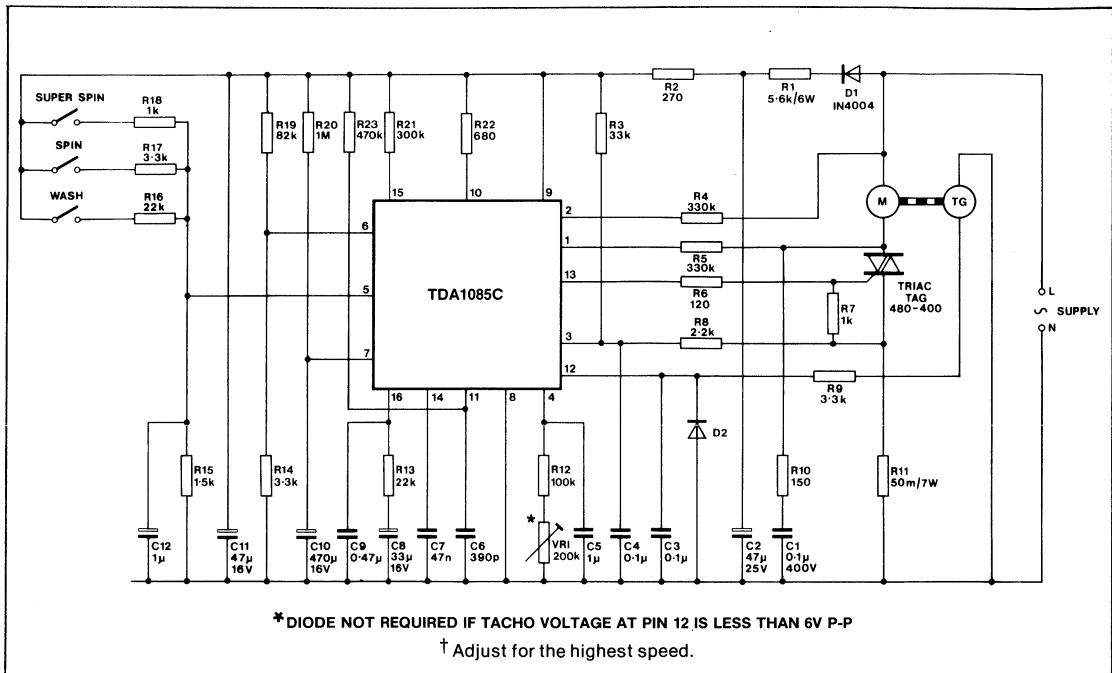 SUPER SPIN
R18
1k
SPIN
R17
3·3k
WASH
R16
22k
R19
82k
R20
1M
R23
470k
R21
300k
R22
680
R3
33k
R2
270
R1
5·6k/6W
D1
IN4004
15
10
9
6
5
7
2
1
13
3
12
TDA1085C
16
14
11
8
4
R4
330k
R5
330k
R6
120
R8
2·2k
R7
1k
R9
3·3k
M
TG
TRIAC
TAG
480-400
L
∿ SUPPLY
N
D2
R15
1·5k
R14
3·3k
R13
22k
R12
100k
R10
150
R11
50m/7W
C12
1µ
C11
47µ
16V
C10
470µ
16V
C9
0·47µ
C8
33µ
16V
C7
47n
C6
390p
*
VRI
200k
C5
1µ
C4
0·1µ
C3
0·1µ
C2
47µ
25V
C1
0·1µ
400V
* DIODE NOT REQUIRED IF TACHO VOLTAGE AT PIN 12 IS LESS THAN 6V P-P
† Adjust for the highest speed.